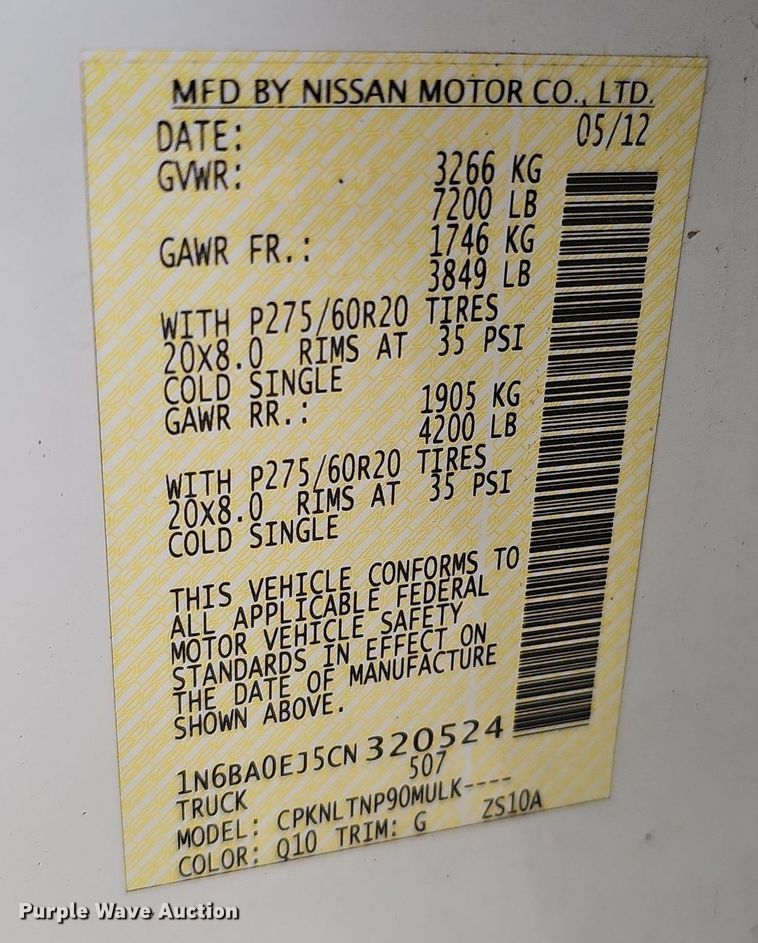 MFD BY NISSAN MOTOR CO., LTD.
DATE: 05/12
GVWR: 3266 KG
7200 LB
GAWR FR.: 1746 KG
3849 LB
WITH P275/60R20 TIRES
20X8.0 RIMS AT 35 PSI
COLD SINGLE
GAWR RR.: 1905 KG
4200 LB
WITH P275/60R20 TIRES
20X8.0 RIMS AT 35 PSI
COLD SINGLE
THIS VEHICLE CONFORMS TO
ALL APPLICABLE FEDERAL
MOTOR VEHICLE SAFETY
STANDARDS IN EFFECT ON
THE DATE OF MANUFACTURE
SHOWN ABOVE.
1N6BA0EJ5CN 320524
TRUCK 507
MODEL: CPKNLTNP90MULK----
COLOR: Q10 TRIM: G ZS10A
Purple Wave Auction